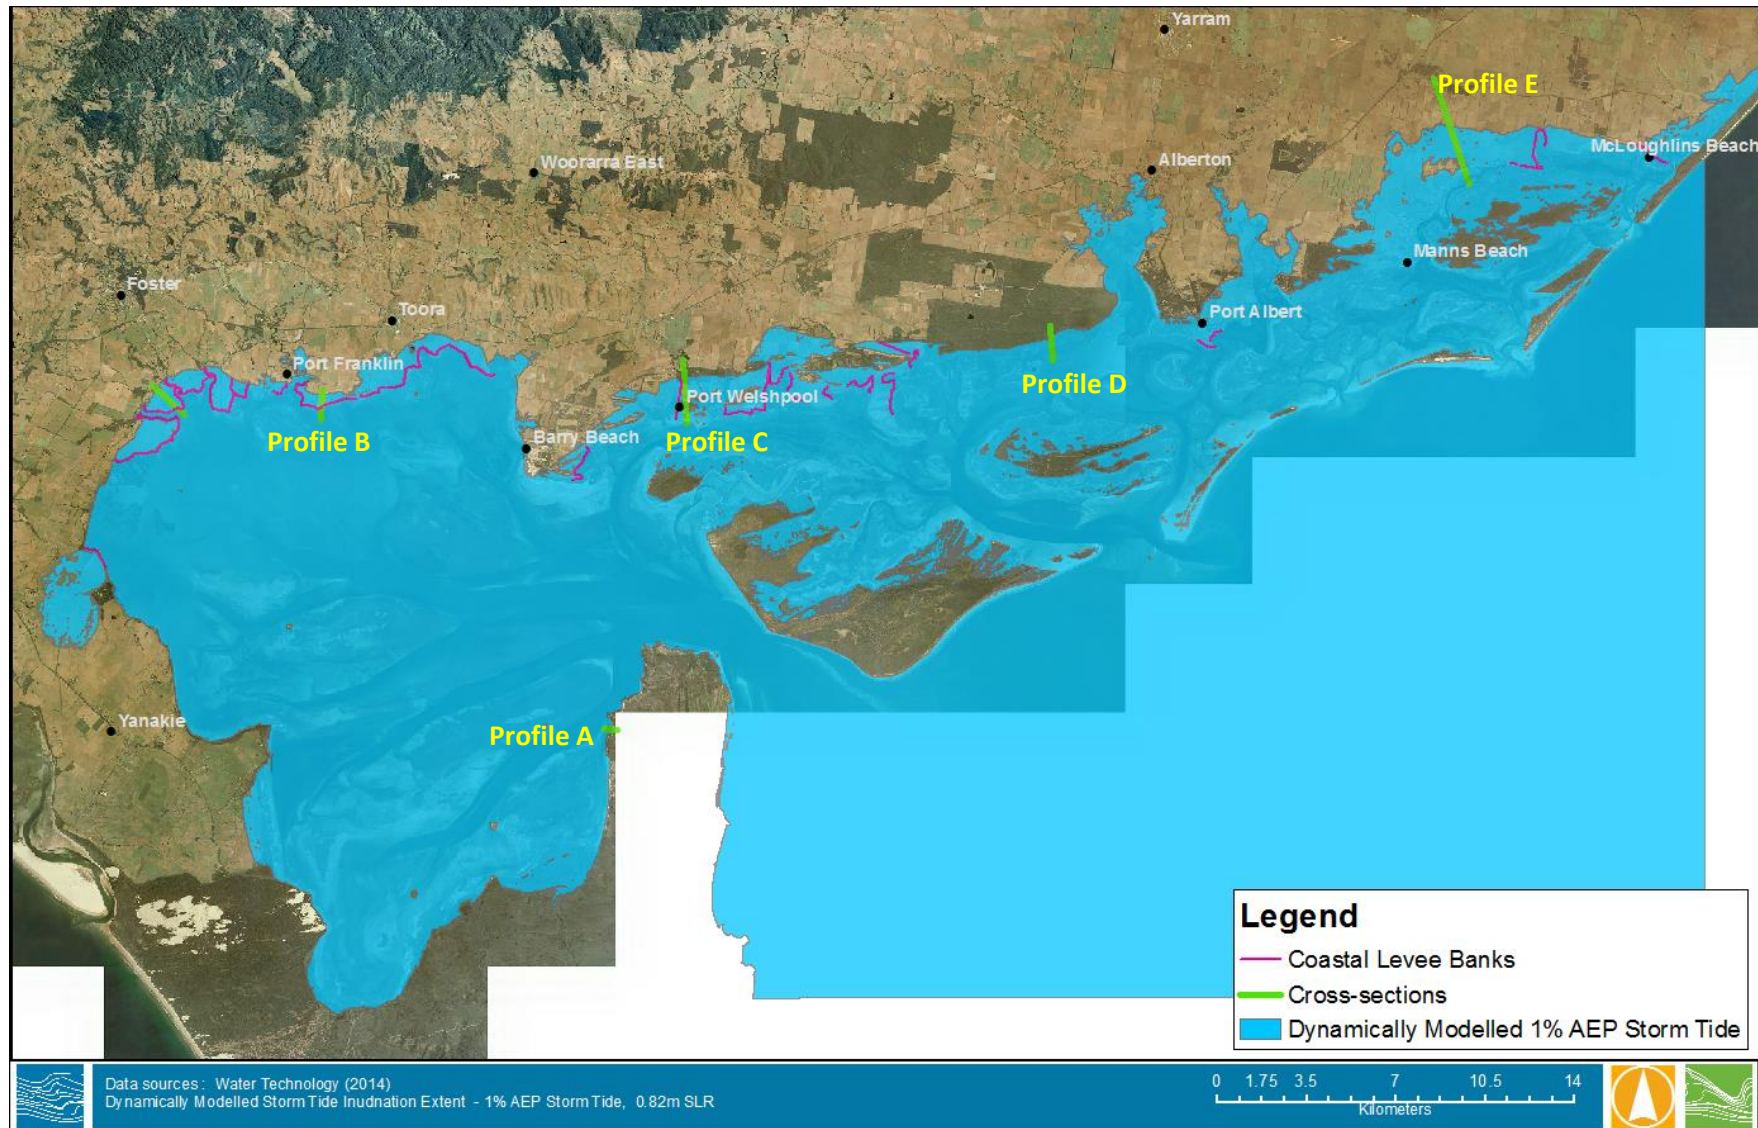 Yarram
Profile E
Woorarra East
Alberton
McLoughlins Beach
Manns Beach
Foster
Toora
Port Albert
Port Franklin
Profile D
Port Welshpool
Profile B
Barry Beach
Profile C
Yanakie
Profile A
Legend
Coastal Levee Banks
Cross-sections
Dynamically Modelled 1% AEP Storm Tide
Data sources: Water Technology (2014)
Dynamically Modelled Storm Tide Inudnation Extent - 1% AEP Storm Tide, 0.82m SLR
0 1.75 3.5 7 10.5 14
Kilometers